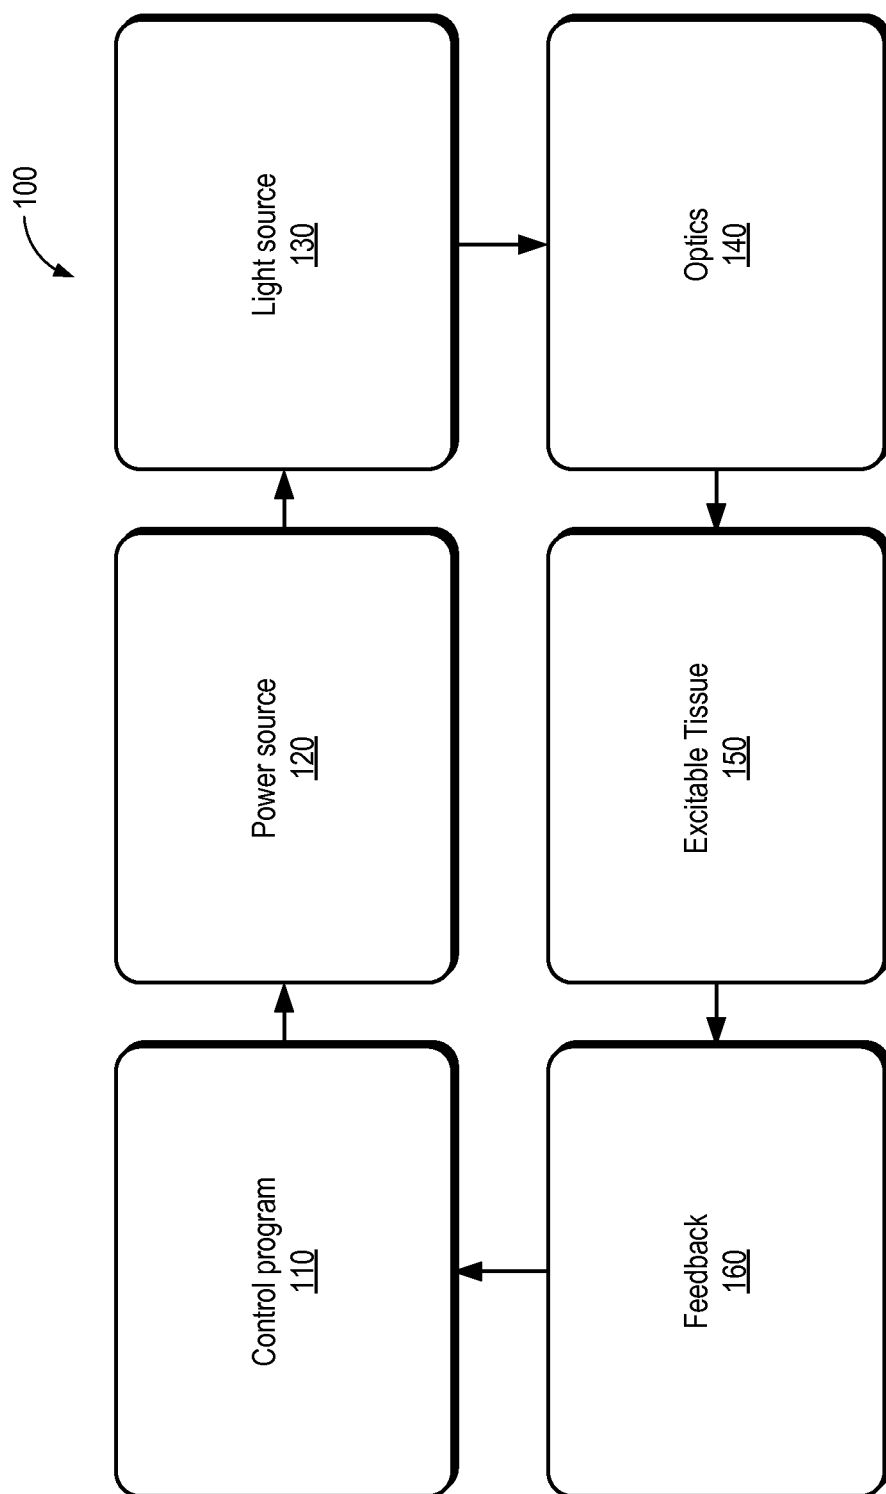 100
Control program
110
Power source
120
Light source
130
Feedback
160
Excitable Tissue
150
Optics
140